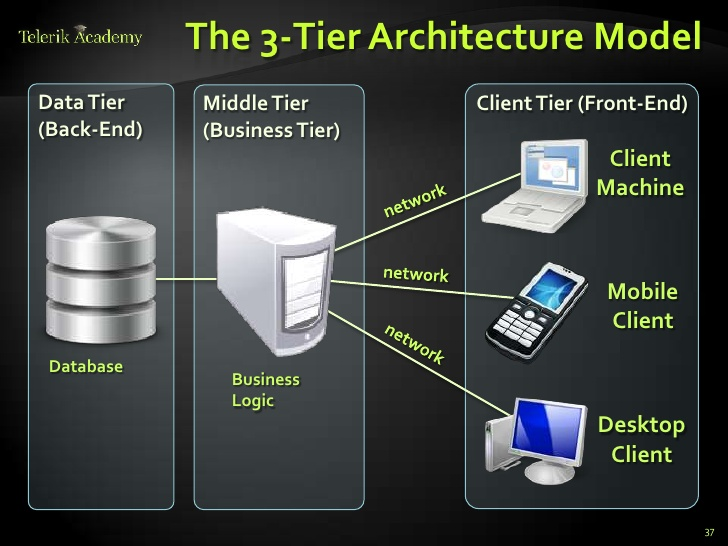 Telerik Academy
The 3-Tier Architecture Model
Data Tier
(Back-End)
Middle Tier
(Business Tier)
Client Tier (Front-End)
Client
Machine
network
network
Mobile
Client
network
Database
Business
Logic
Desktop
Client
37